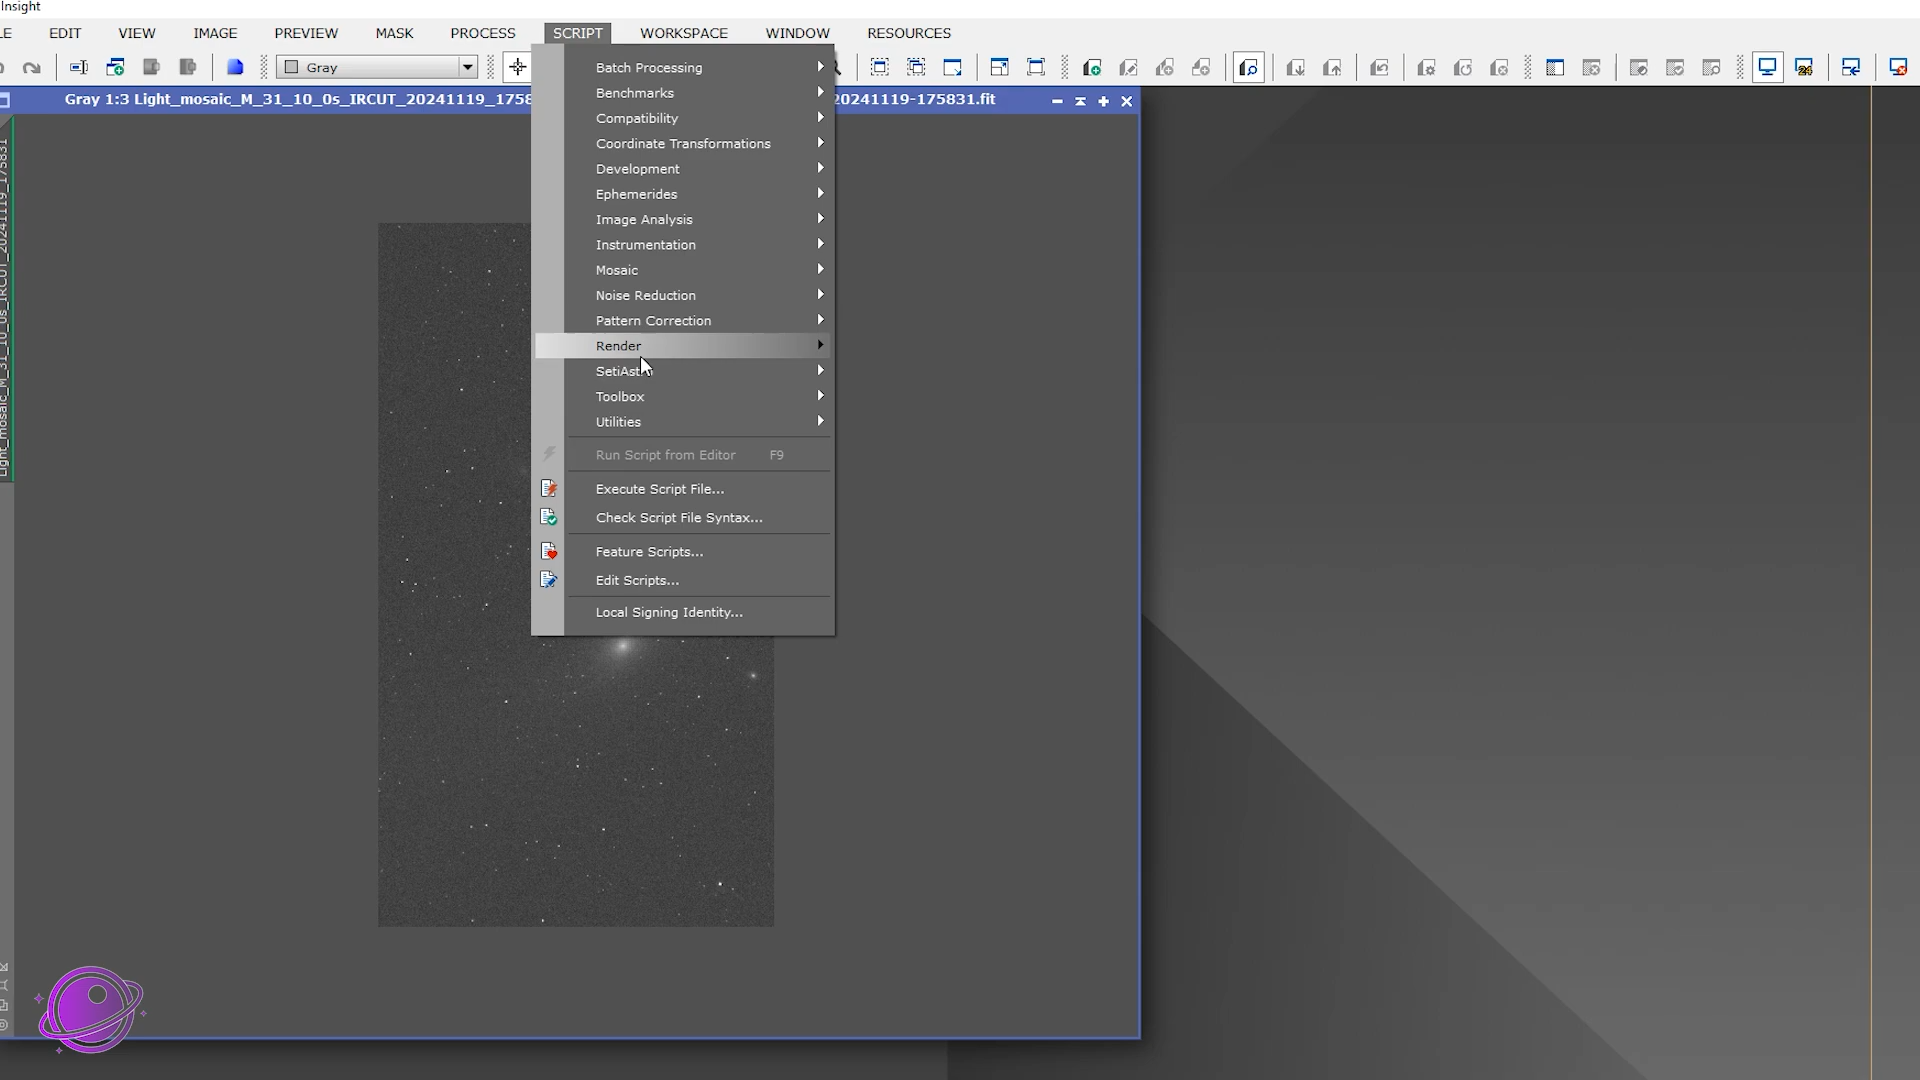 Insight
LE EDIT VIEW IMAGE PREVIEW MASK PROCESS SCRIPT WORKSPACE WINDOW RESOURCES
Gray
24
Gray 1:3 Light_mosaic_M_31_10_0s_IRCUT_20241119_1758 20241119-175831.fit
Light_mosaic_M_31_10_0s_IRCUT_20241119_175831
Batch Processing
Benchmarks
Compatibility
Coordinate Transformations
Development
Ephemerides
Image Analysis
Instrumentation
Mosaic
Noise Reduction
Pattern Correction
Render
SetiAst
Toolbox
Utilities
Run Script from Editor F9
Execute Script File...
Check Script File Syntax...
Feature Scripts...
Edit Scripts...
Local Signing Identity...